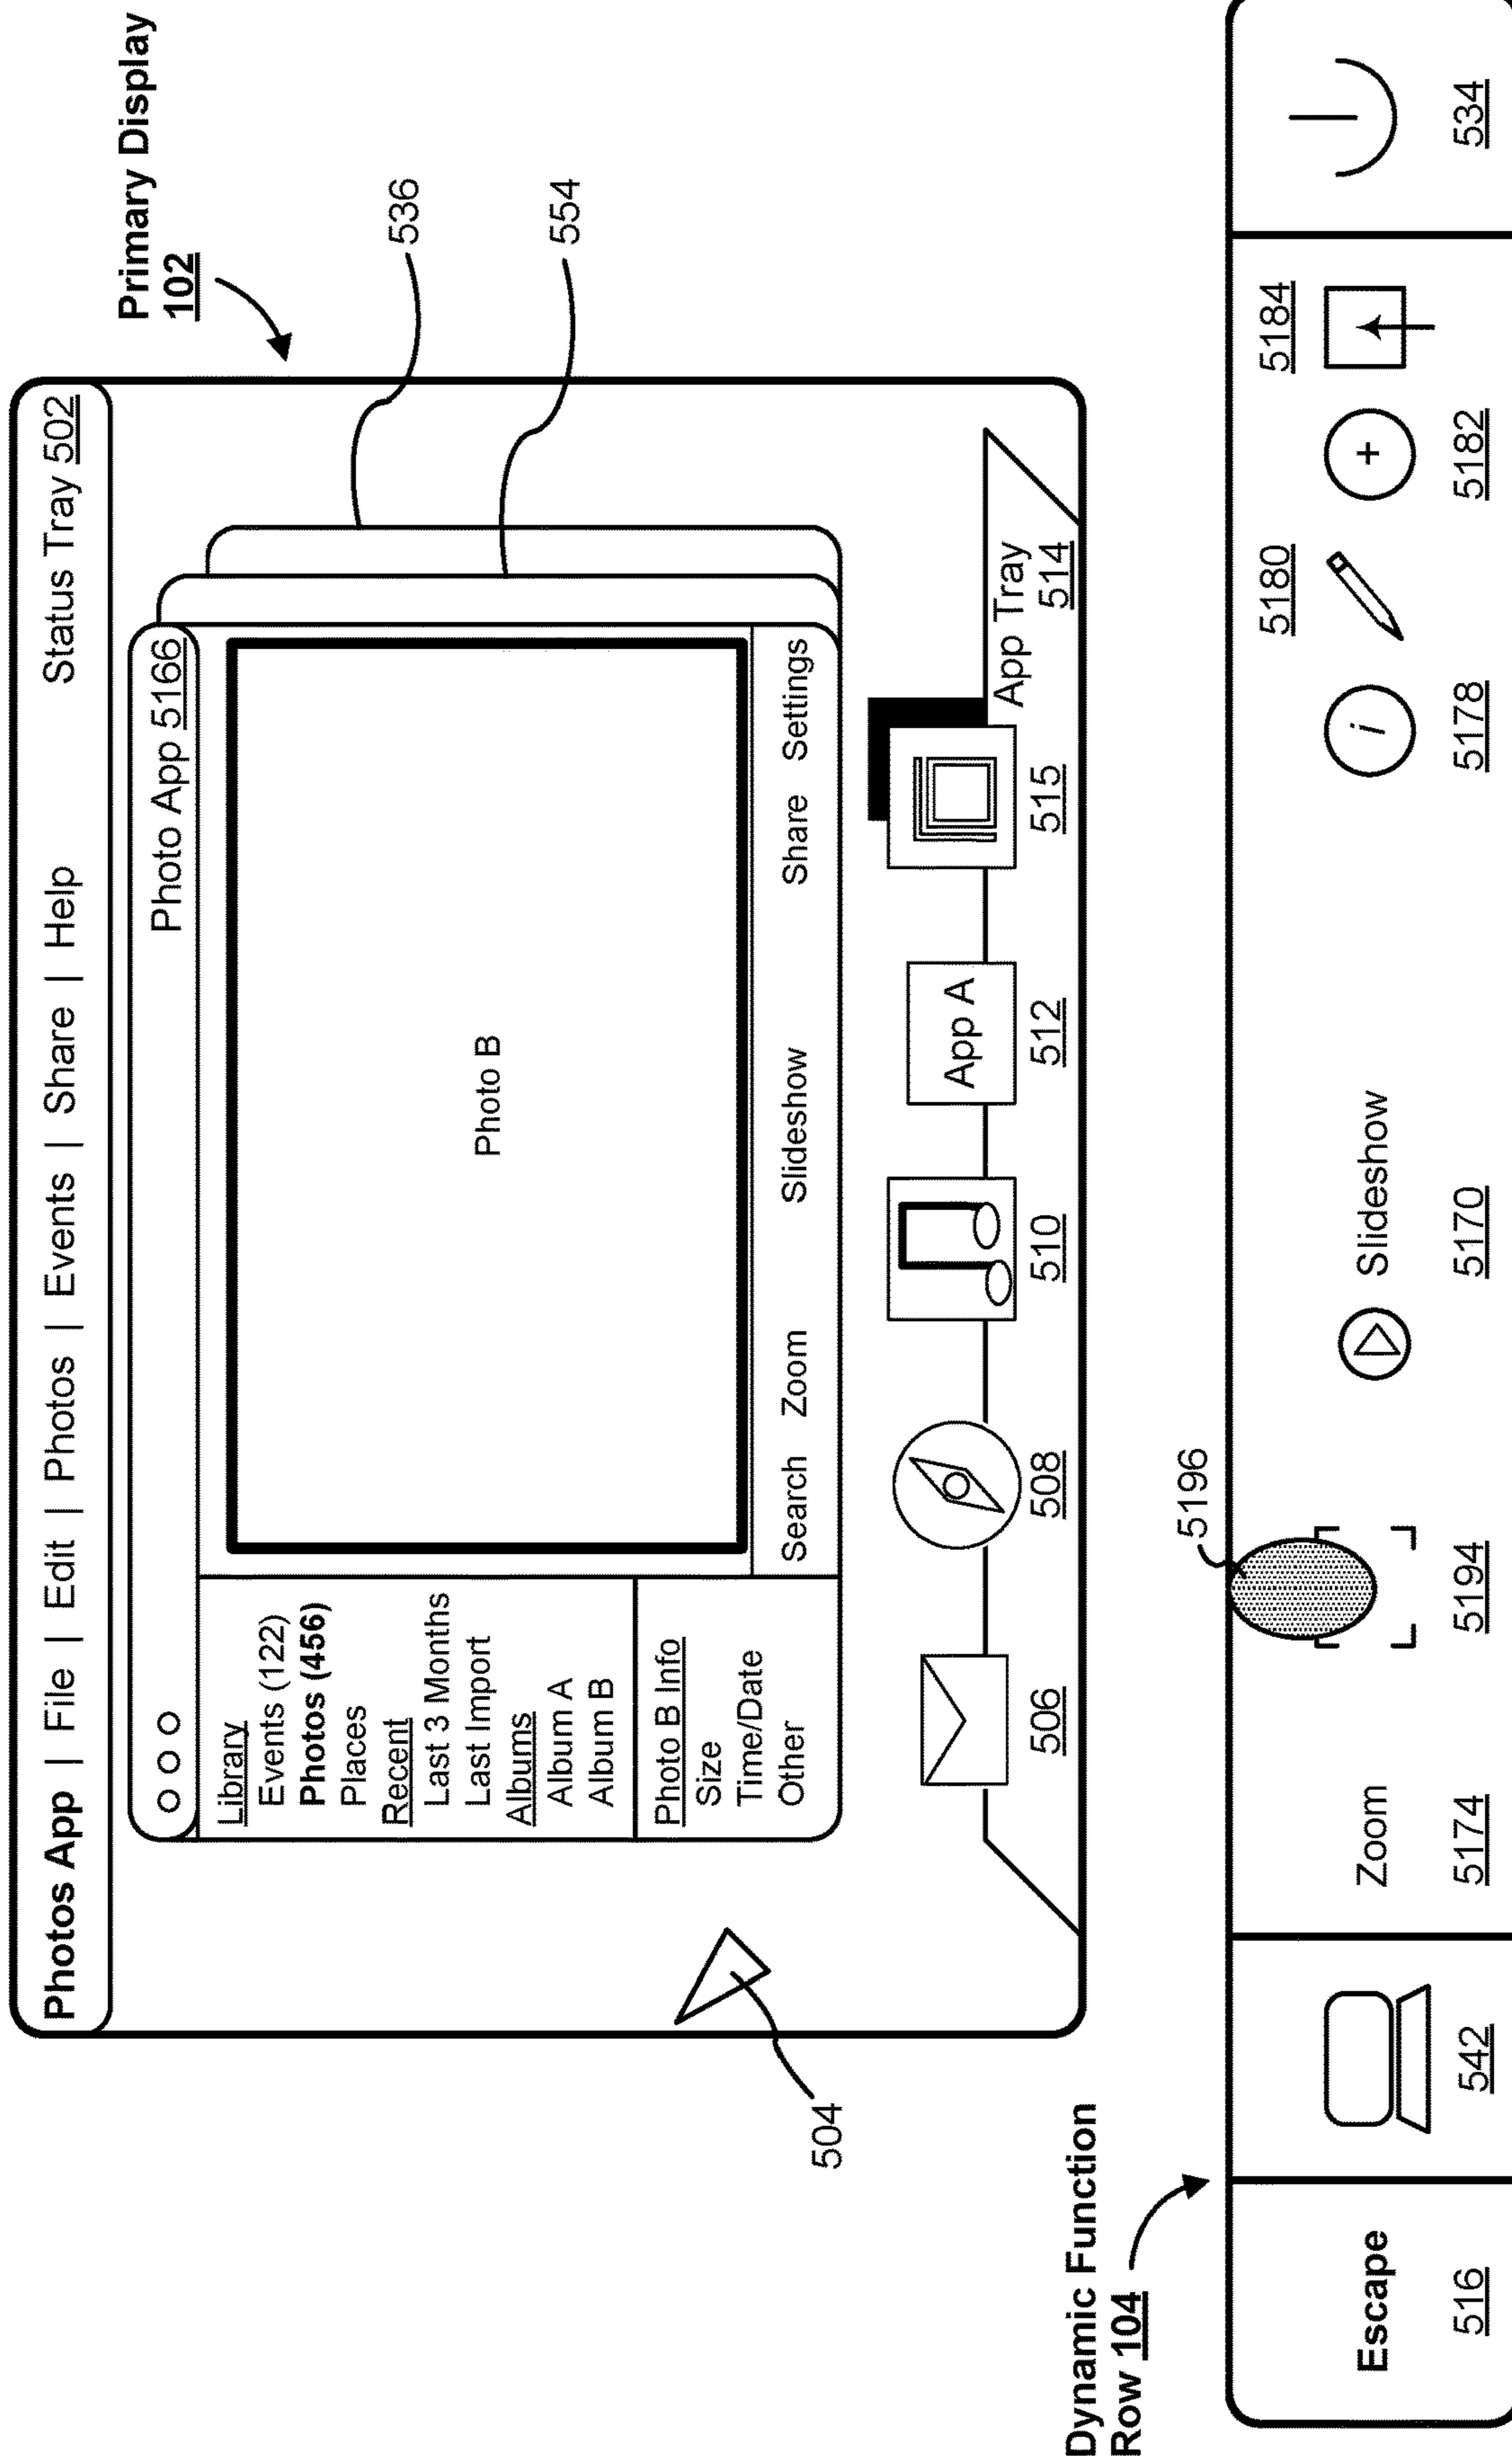 Primary Display
102
Photos App | File | Edit | Photos | Events | Share | Help
Status Tray 502
Photo App 5166
536
554
Library
Events (122)
Photos (456)
Places
Recent
Last 3 Months
Last Import
Albums
Album A
Album B
Photo B Info
Size
Time/Date
Other
Photo B
Search Zoom Slideshow Share Settings
504
App A
App Tray
506 508 510 512 515 514
Dynamic Function
Row 104
5196
5180 5184
Escape Zoom Slideshow i +
516 542 5174 5194 5170 5178 5182 534